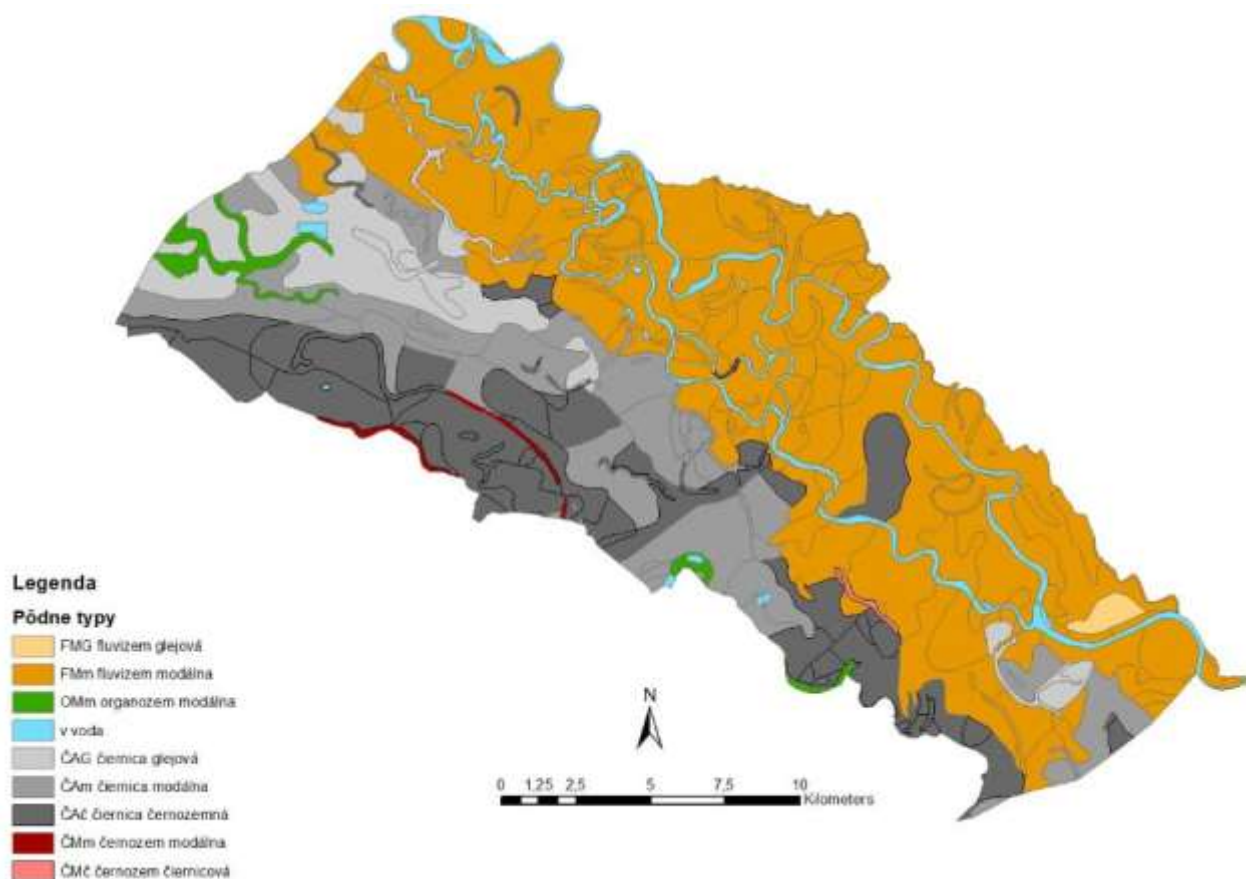 N
0 1,25 2,5 5 7,5 10
Kilometers
Legenda
Pôdne typy
FMG fluvizem glejová
FMm fluvizem modálna
OMm organozem modálna
v voda
ČAG čiernica glejová
ČAm čiernica modálna
ČAč čiernica černozemná
ČMm černozem modálna
ČMč černozem čiernicová